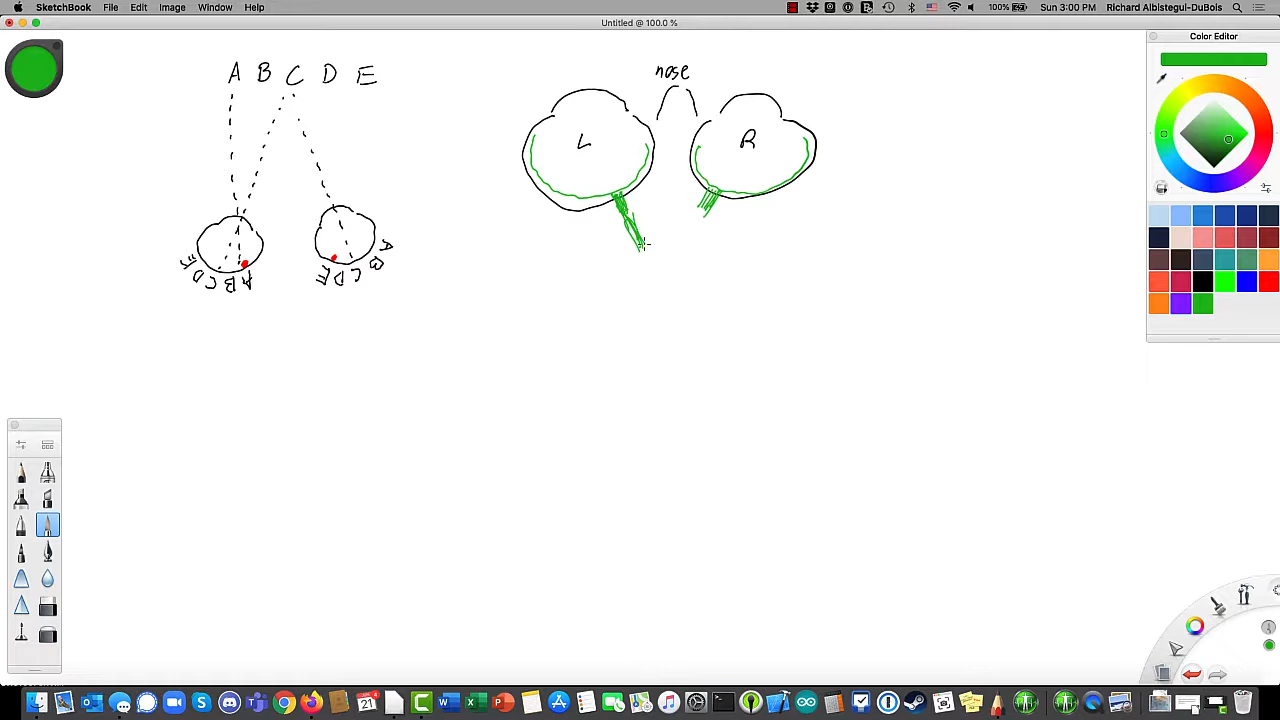 SketchBook File Edit Image Window Help 100% Sun 3:00 PM Richard Albistegui-DuBois
Untitled @ 100.0 %
Color Editor
A B C D E
nose
L R
E D C B A
E D C B A